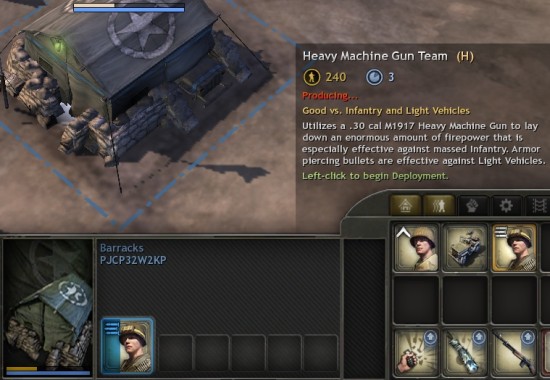 Heavy Machine Gun Team (H)
240 3
Producing...
Good vs. Infantry and Light Vehicles
Utilizes a .30 cal M1917 Heavy Machine Gun to lay
down an enormous amount of firepower that is
especially effective against massed Infantry. Armor
piercing bullets are effective against Light Vehicles.
Left-click to begin Deployment.
Barracks
PJCP32W2KP